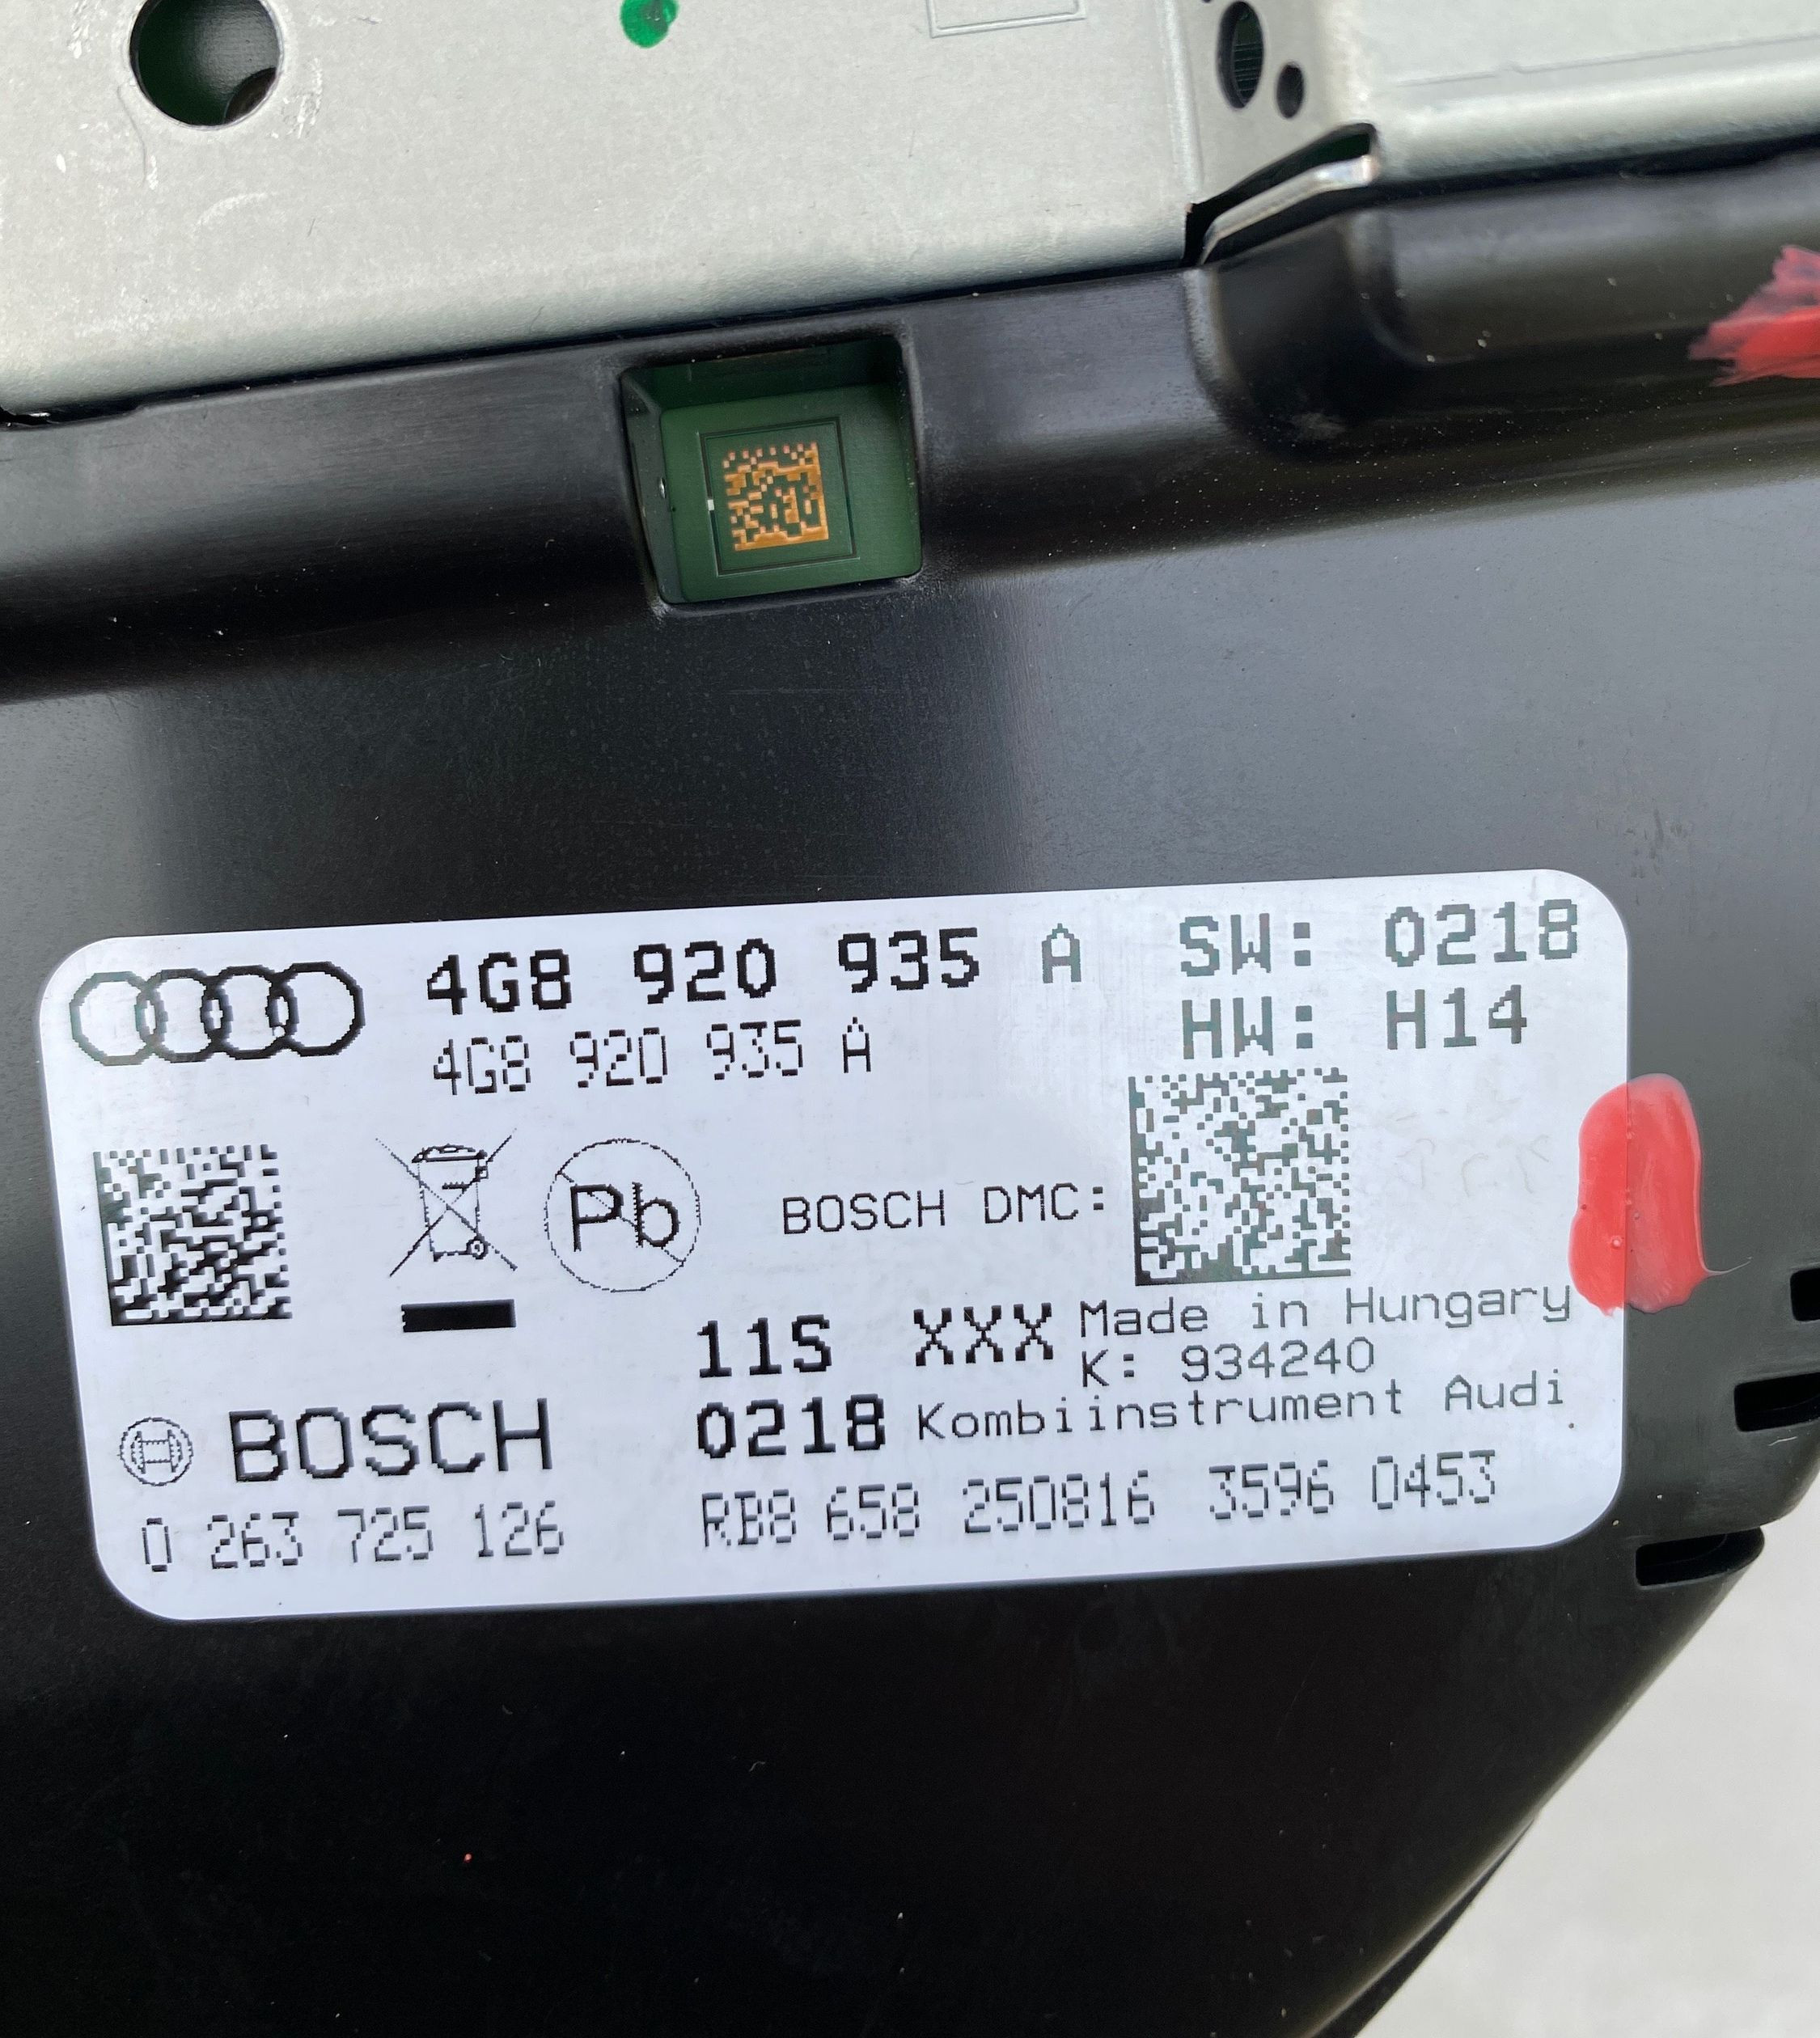 4G8 920 935 A SW: 0218
4G8 920 935 A HW: H14
Pb BOSCH DMC:
11S XXX Made in Hungary
K: 934240
BOSCH 0218 Kombiinstrument Audi
0 263 725 126 RB8 658 250816 3596 0453